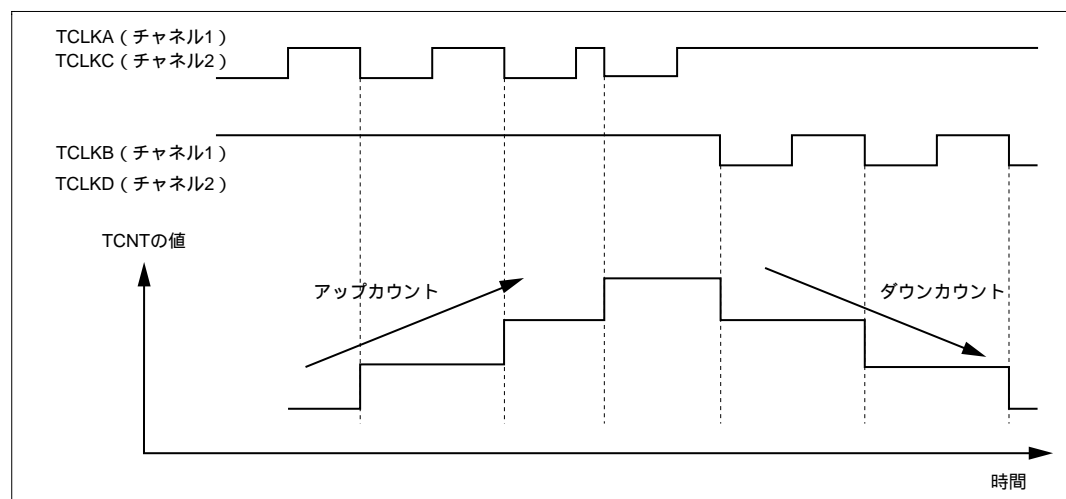 TCLKA（チャネル1）
TCLKC（チャネル2）
TCLKB（チャネル1）
TCLKD（チャネル2）
TCNTの値
アップカウント
ダウンカウント
時間